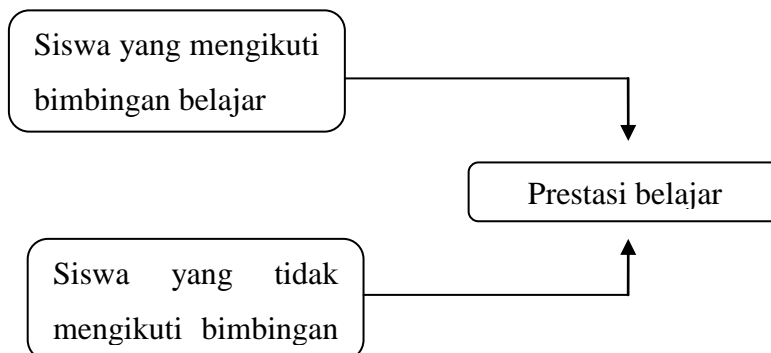 Siswa yang mengikuti
bimbingan belajar
Prestasi belajar
Siswa yang tidak
mengikuti bimbingan